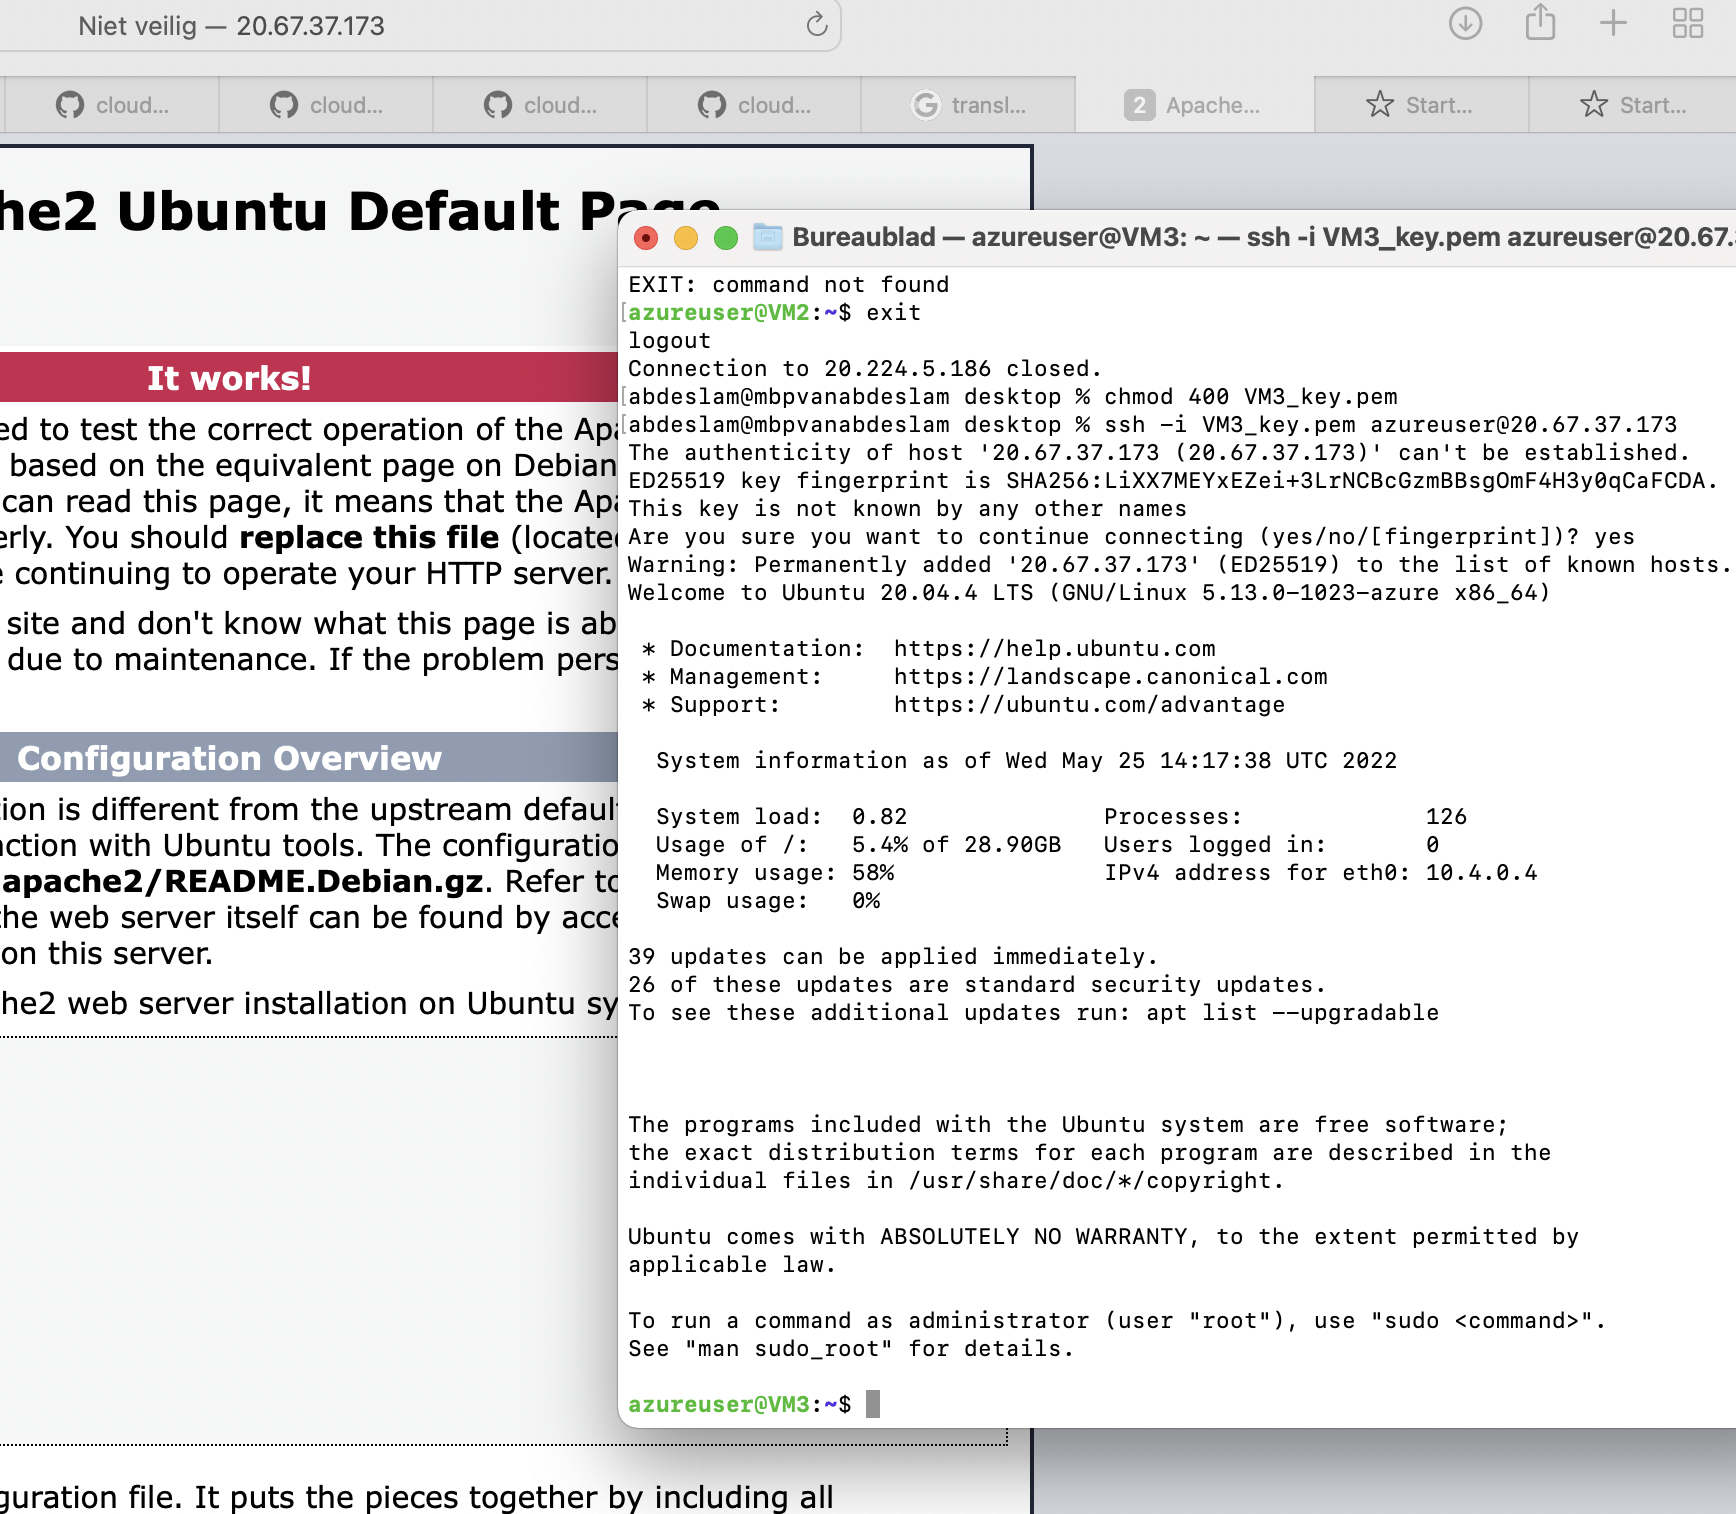 Niet veilig — 20.67.37.173
cloud... cloud... cloud... cloud... transl... 2 Apache... Start... Start...
he2 Ubuntu Default Page
It works!
ed to test the correct operation of the Apa
based on the equivalent page on Debian
can read this page, it means that the Apa
erly. You should replace this file (located
e continuing to operate your HTTP server.
site and don't know what this page is ab
due to maintenance. If the problem pers
Configuration Overview
tion is different from the upstream default
action with Ubuntu tools. The configuratio
apache2/README.Debian.gz. Refer to
the web server itself can be found by acce
on this server.
he2 web server installation on Ubuntu sy
guration file. It puts the pieces together by including all
Bureaublad — azureuser@VM3: ~ — ssh -i VM3_key.pem azureuser@20.67.
EXIT: command not found
[azureuser@VM2:~$ exit
logout
Connection to 20.224.5.186 closed.
[abdeslam@mbpvanabdeslam desktop % chmod 400 VM3_key.pem
[abdeslam@mbpvanabdeslam desktop % ssh -i VM3_key.pem azureuser@20.67.37.173
The authenticity of host '20.67.37.173 (20.67.37.173)' can't be established.
ED25519 key fingerprint is SHA256:LiXX7MEYxEZei+3LrNCBcGzmBBsgOmF4H3y0qCaFCDA.
This key is not known by any other names
Are you sure you want to continue connecting (yes/no/[fingerprint])? yes
Warning: Permanently added '20.67.37.173' (ED25519) to the list of known hosts.
Welcome to Ubuntu 20.04.4 LTS (GNU/Linux 5.13.0-1023-azure x86_64)
* Documentation: https://help.ubuntu.com
* Management: https://landscape.canonical.com
* Support: https://ubuntu.com/advantage
System information as of Wed May 25 14:17:38 UTC 2022
System load: 0.82 Processes: 126
Usage of /: 5.4% of 28.90GB Users logged in: 0
Memory usage: 58% IPv4 address for eth0: 10.4.0.4
Swap usage: 0%
39 updates can be applied immediately.
26 of these updates are standard security updates.
To see these additional updates run: apt list --upgradable
The programs included with the Ubuntu system are free software;
the exact distribution terms for each program are described in the
individual files in /usr/share/doc/*/copyright.
Ubuntu comes with ABSOLUTELY NO WARRANTY, to the extent permitted by
applicable law.
To run a command as administrator (user "root"), use "sudo <command>".
See "man sudo_root" for details.
azureuser@VM3:~$